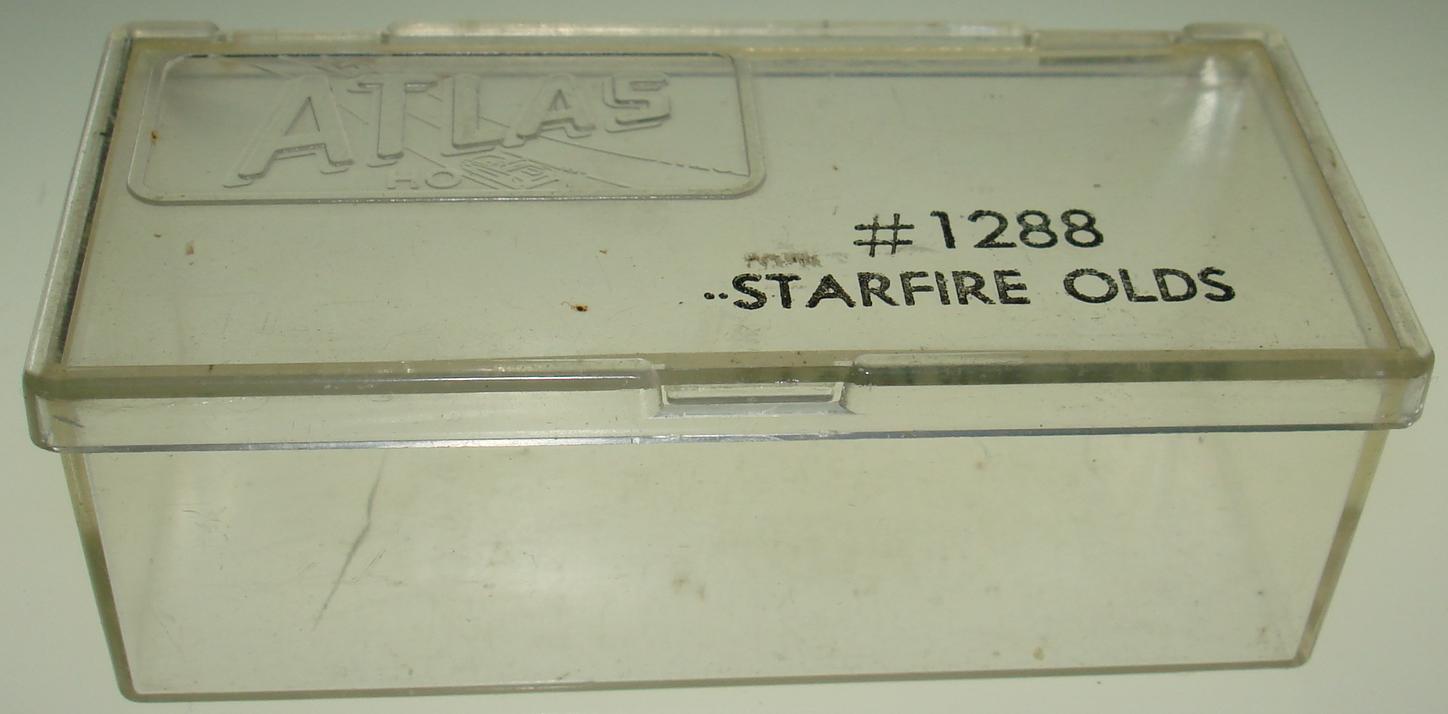 ATLAS
HO
#1288
··STARFIRE OLDS